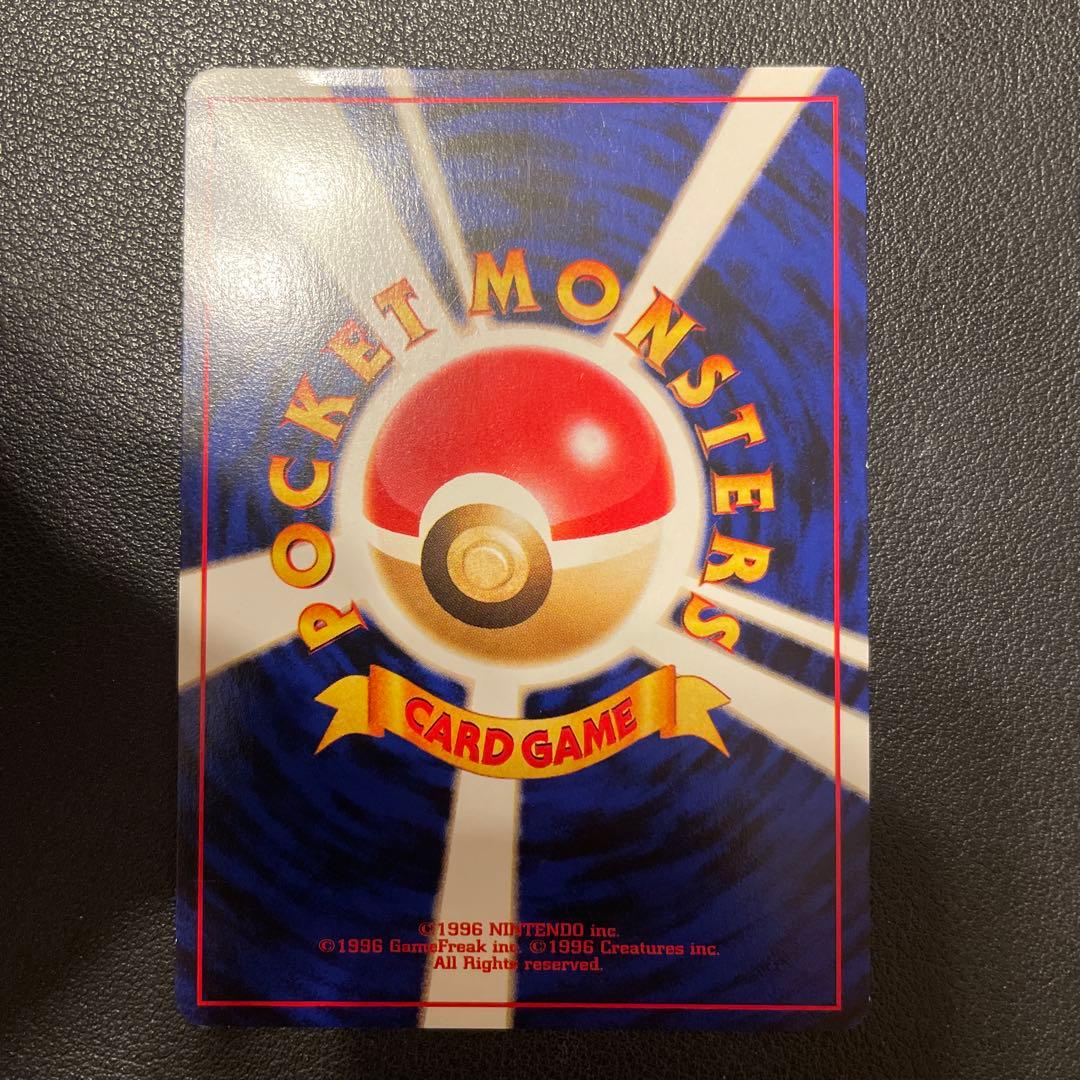 POCKET MONSTERS
CARD GAME
©1996 NINTENDO inc.
©1996 GameFreak inc. ©1996 Creatures inc.
All Rights reserved.